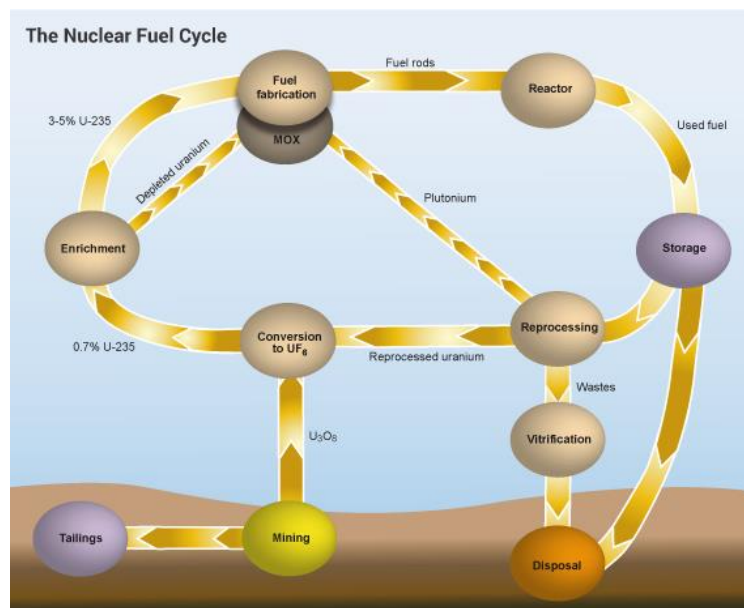 The Nuclear Fuel Cycle
Fuel
fabrication
MOX
Fuel rods
Reactor
3-5% U-235
Used fuel
Depleted uranium
Plutonium
Enrichment
Storage
0.7% U-235
Conversion
to UF₆
Reprocessed uranium
Reprocessing
Wastes
U₃O₈
Vitrification
Tailings
Mining
Disposal